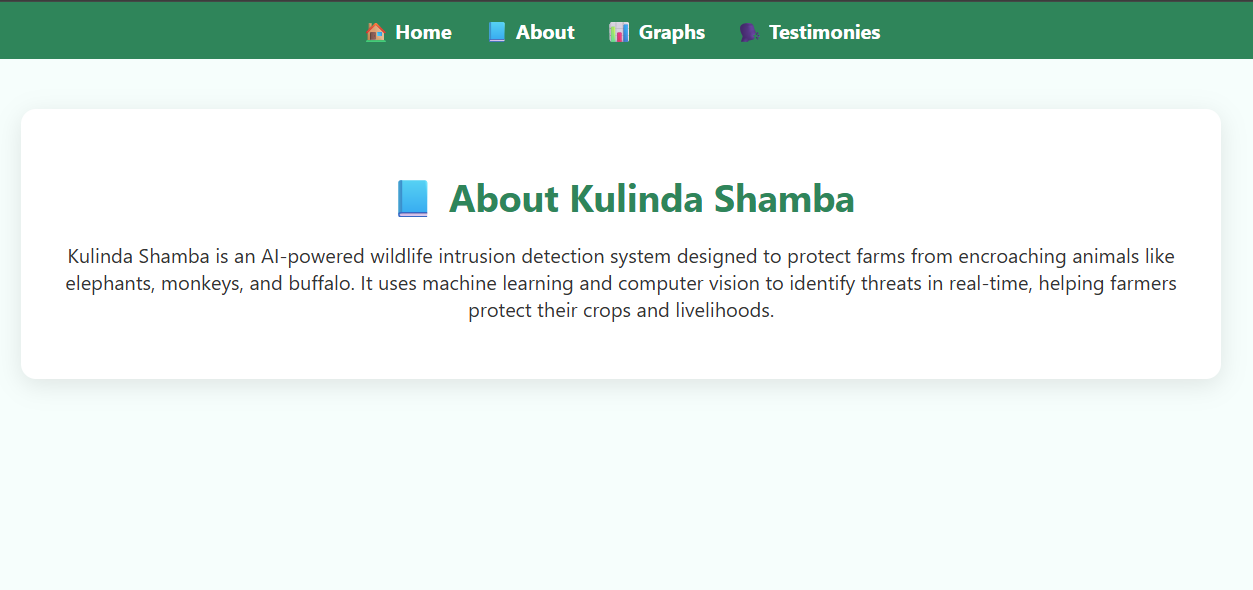 Home About Graphs Testimonies
About Kulinda Shamba
Kulinda Shamba is an AI-powered wildlife intrusion detection system designed to protect farms from encroaching animals like
elephants, monkeys, and buffalo. It uses machine learning and computer vision to identify threats in real-time, helping farmers
protect their crops and livelihoods.